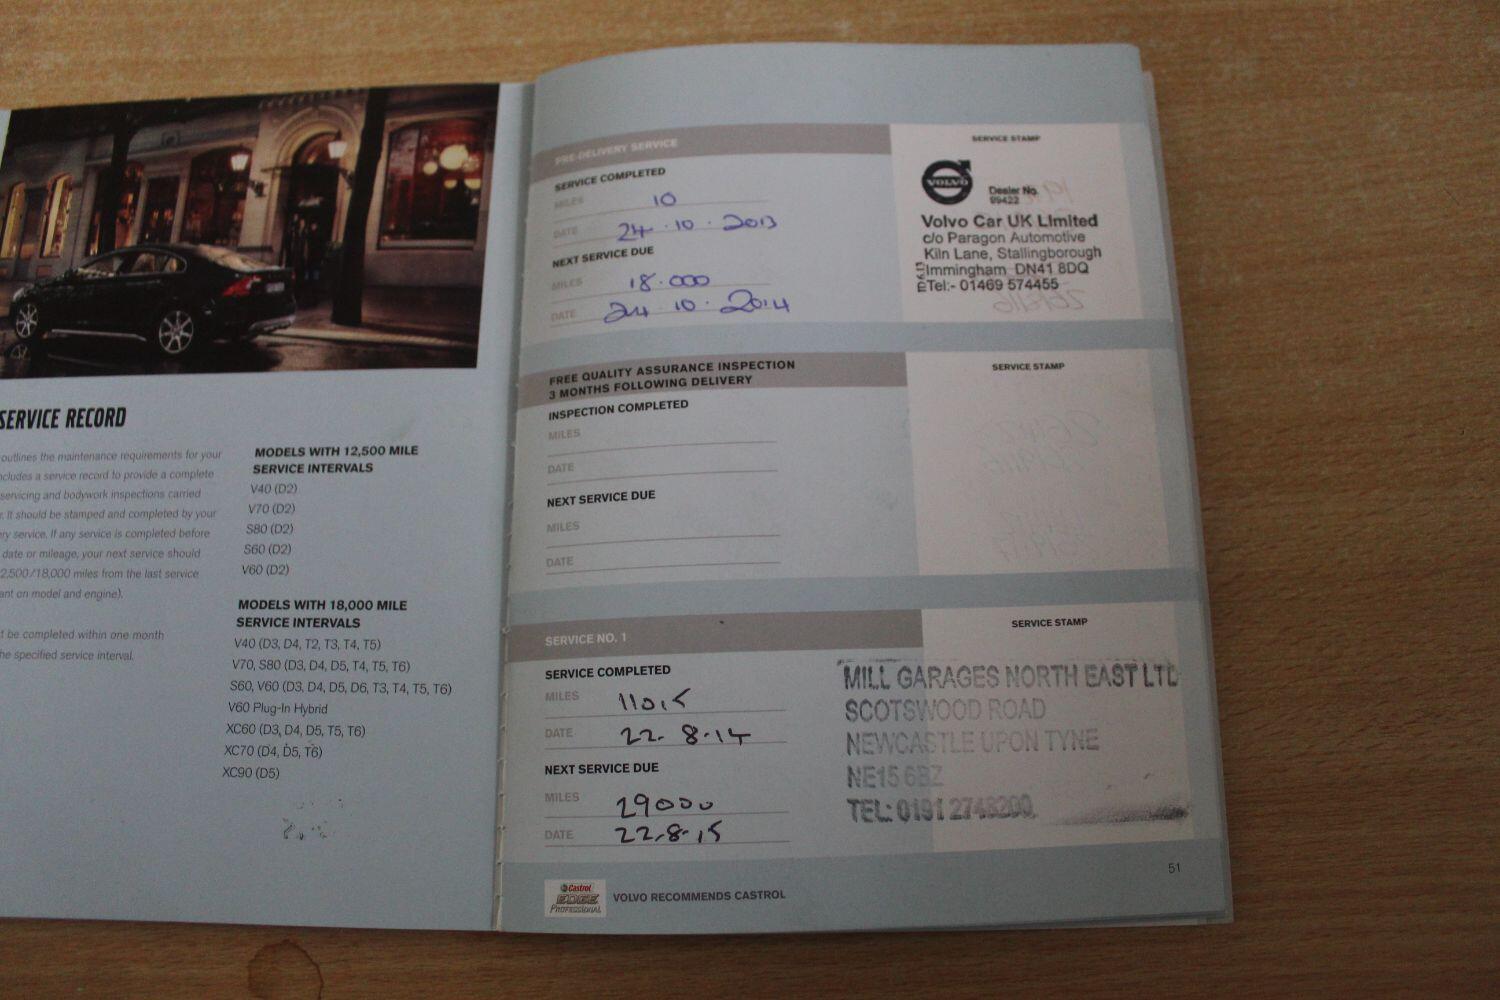 SERVICE RECORD
outlines the maintenance requirements for your
ncludes a service record to provide a complete
servicing and bodywork inspections carried
r. It should be stamped and completed by your
ery service. If any service is completed before
date or mileage, your next service should
2,500/18,000 miles from the last service
ant on model and engine).
t be completed within one month
he specified service interval.
MODELS WITH 12,500 MILE
SERVICE INTERVALS
V40 (D2)
V70 (D2)
S80 (D2)
S60 (D2)
V60 (D2)
MODELS WITH 18,000 MILE
SERVICE INTERVALS
V40 (D3, D4, T2, T3, T4, T5)
V70, S80 (D3, D4, D5, T4, T5, T6)
S60, V60 (D3, D4, D5, D6, T3, T4, T5, T6)
V60 Plug-In Hybrid
XC60 (D3, D4, D5, T5, T6)
XC70 (D4, D5, T6)
XC90 (D5)
PRE-DELIVERY SERVICE
SERVICE COMPLETED
MILES 10
DATE 24.10.2013
NEXT SERVICE DUE
MILES 18.000
DATE 24.10.2014
SERVICE STAMP
VOLVO
Dealer No.
99422
Volvo Car UK Limited
c/o Paragon Automotive
Kiln Lane, Stallingborough
Immingham DN41 8DQ
Tel:- 01469 574455
FREE QUALITY ASSURANCE INSPECTION
3 MONTHS FOLLOWING DELIVERY
INSPECTION COMPLETED
MILES
DATE
NEXT SERVICE DUE
MILES
DATE
SERVICE STAMP
SERVICE NO. 1
SERVICE COMPLETED
MILES 11015
DATE 22.8.14
NEXT SERVICE DUE
MILES 29000
DATE 22.8.15
SERVICE STAMP
MILL GARAGES NORTH EAST LTD
SCOTSWOOD ROAD
NEWCASTLE UPON TYNE
NE15 6BZ
TEL: 0191 2748200
Castrol
EDGE
PROFESSIONAL
VOLVO RECOMMENDS CASTROL
51